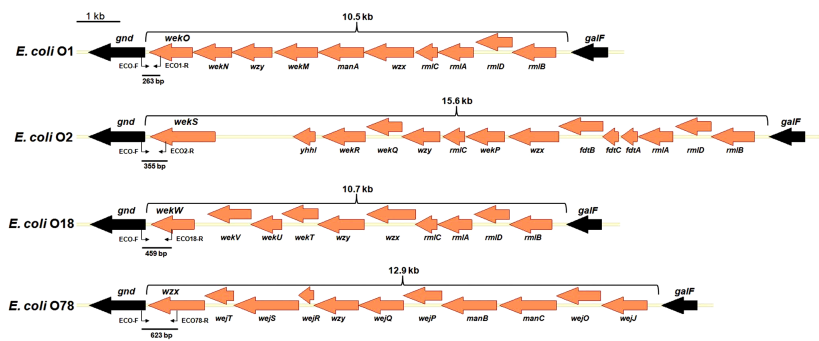 1 kb
10.5 kb
E. coli O1
gnd wekO galF
ECO-F ECO1-R wekN wzy wekM manA wzx rmlC rmlA rmlD rmlB
263 bp
15.6 kb
E. coli O2
gnd wekS galF
ECO-F ECO2-R yhhl wekR wekQ wzy rmlC wekP wzx fdtB fdtC fdtA rmlA rmlD rmlB
355 bp
10.7 kb
E. coli O18
gnd wekW galF
ECO-F ECO18-R wekV wekU wekT wzy wzx rmlC rmlA rmlD rmlB
459 bp
12.9 kb
E. coli O78
gnd wzx galF
ECO-F ECO78-R wejT wejS wejR wzy wejQ wejP manB manC wejO wejJ
623 bp